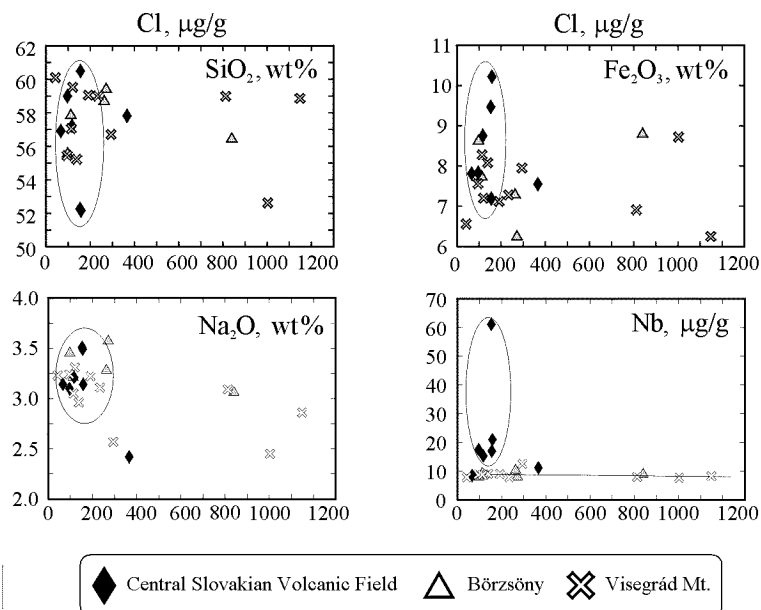 Cl, µg/g
Cl, µg/g
62
60
58
56
54
52
50
SiO₂, wt%
0 200 400 600 800 1000 1200
11
10
9
8
7
6
Fe₂O₃, wt%
0 200 400 600 800 1000 1200
4.0
3.5
3.0
2.5
2.0
Na₂O, wt%
0 200 400 600 800 1000 1200
70
60
50
40
30
20
10
0
Nb, µg/g
0 200 400 600 800 1000 1200
Central Slovakian Volcanic Field Börzsöny Visegrád Mt.